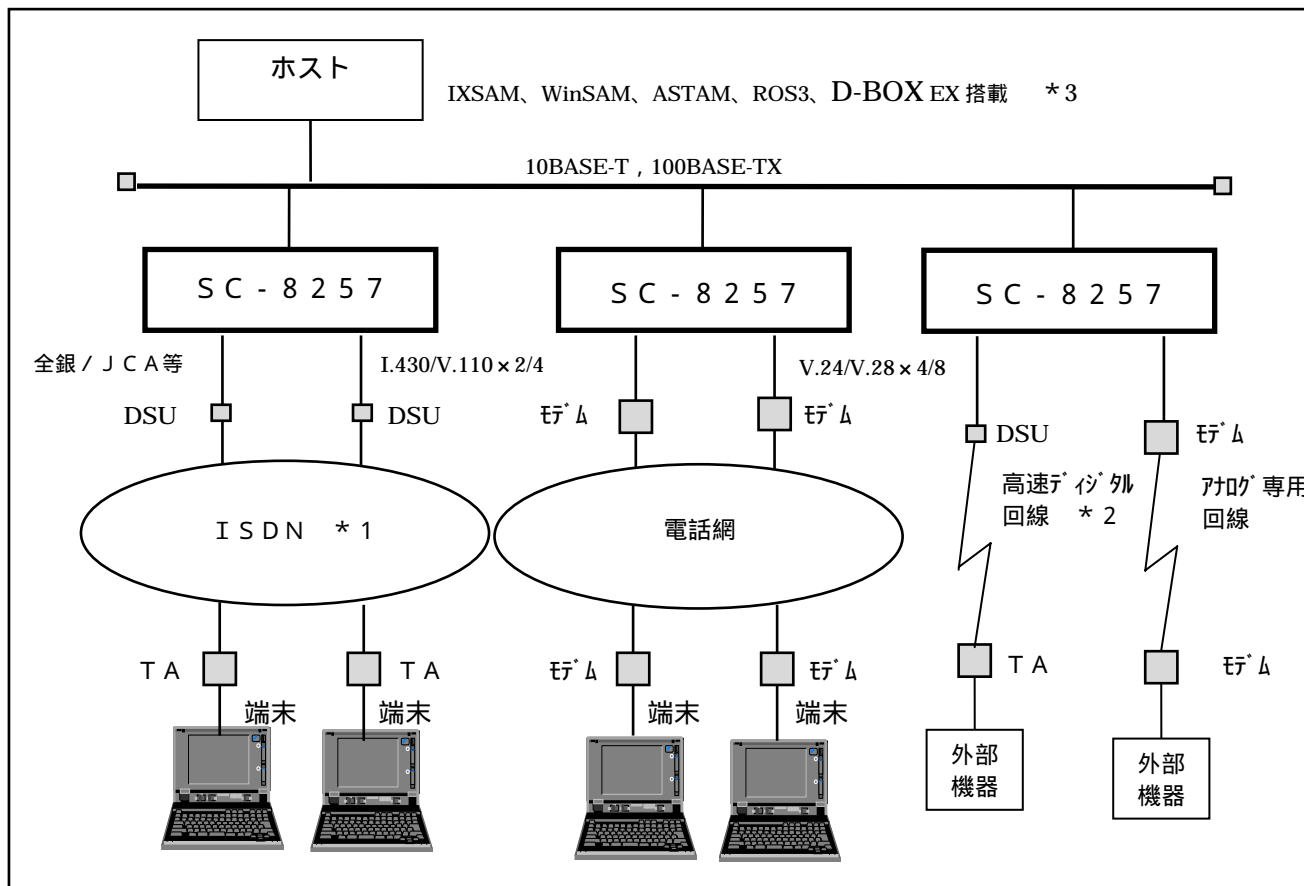 ホスト
IXSAM、WinSAM、ASTAM、ROS3、D-BOX EX 搭載　＊3
10BASE-T , 100BASE-TX
ＳＣ-８２５７
ＳＣ-８２５７
ＳＣ-８２５７
全銀／ＪＣＡ等
I.430/V.110×2/4
V.24/V.28×4/8
DSU
DSU
ﾓﾃﾞﾑ
ﾓﾃﾞﾑ
DSU
ﾓﾃﾞﾑ
高速ﾃﾞｨｼﾞﾀﾙ
回線　＊２
ｱﾅﾛｸﾞ専用
回線
ＩＳＤＮ　＊１
電話網
ＴＡ
ＴＡ
ﾓﾃﾞﾑ
ﾓﾃﾞﾑ
ＴＡ
ﾓﾃﾞﾑ
端末
端末
端末
端末
外部
機器
外部
機器